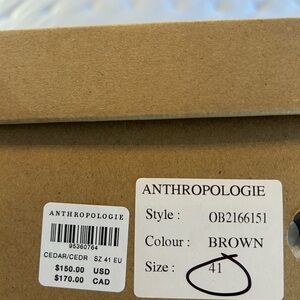 ANTHROPOLOGIE
95360764
CEDAR/CEDR SZ 41 EU
$150.00 USD
$170.00 CAD
ANTHROPOLOGIE
Style : OB2166151
Colour : BROWN
Size : 41